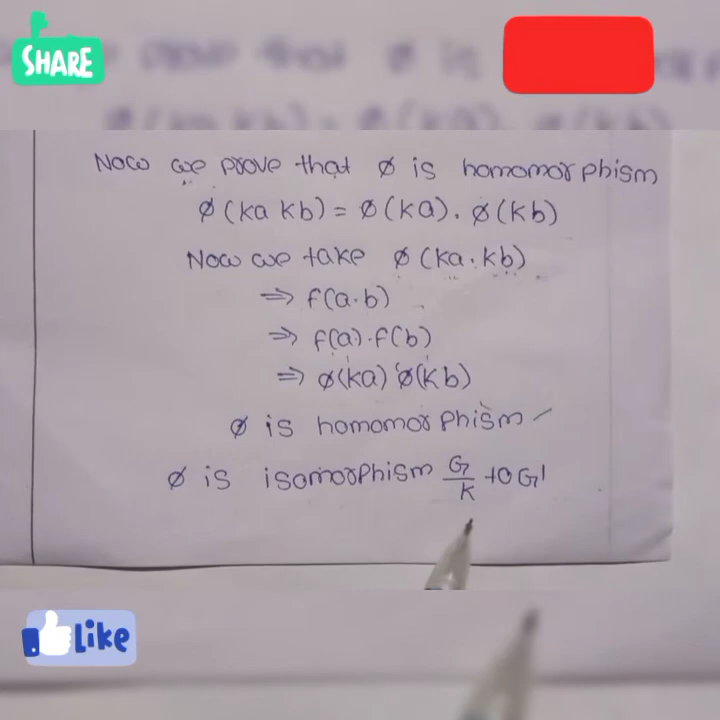 SHARE
Now we prove that ø is homomorphism
ø(ka kb) = ø(ka). ø(kb)
Now we take ø(ka.kb)
⇒ f(a.b)
⇒ f(a).f(b)
⇒ ø(ka) ø(kb)
ø is homomorphism
ø is isomorphism G/K to G'
Like